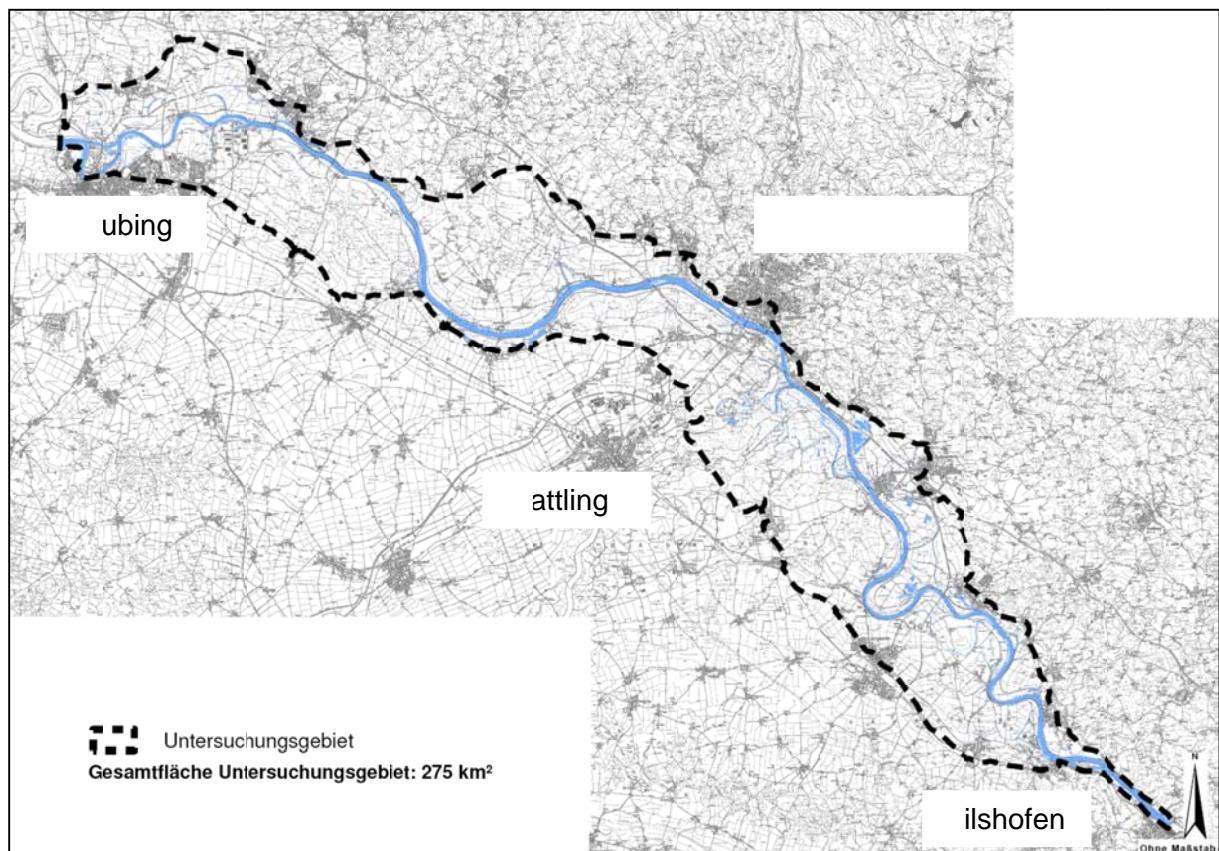 ubing
attling
Untersuchungsgebiet
Gesamtfläche Untersuchungsgebiet: 275 km²
ilshofen
N
Ohne Maßstab